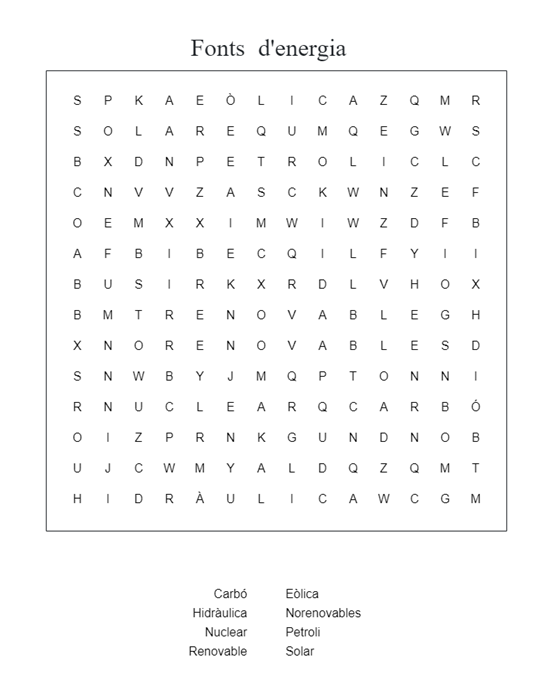 Fonts d'energia
S P K A E Ò L I C A Z Q M R
S O L A R E Q U M Q E G W S
B X D N P E T R O L I C L C
C N V V Z A S C K W N Z E F
O E M X X I M W I W Z D F B
A F B I B E C Q I L F Y I I
B U S I R K X R D L V H O X
B M T R E N O V A B L E G H
X N O R E N O V A B L E S D
S N W B Y J M Q P T O N N I
R N U C L E A R Q C A R B Ó
O I Z P R N K G U N D N O B
U J C W M Y A L D Q Z Q M T
H I D R À U L I C A W C G M
Carbó Eòlica
Hidràulica Norenovables
Nuclear Petroli
Renovable Solar